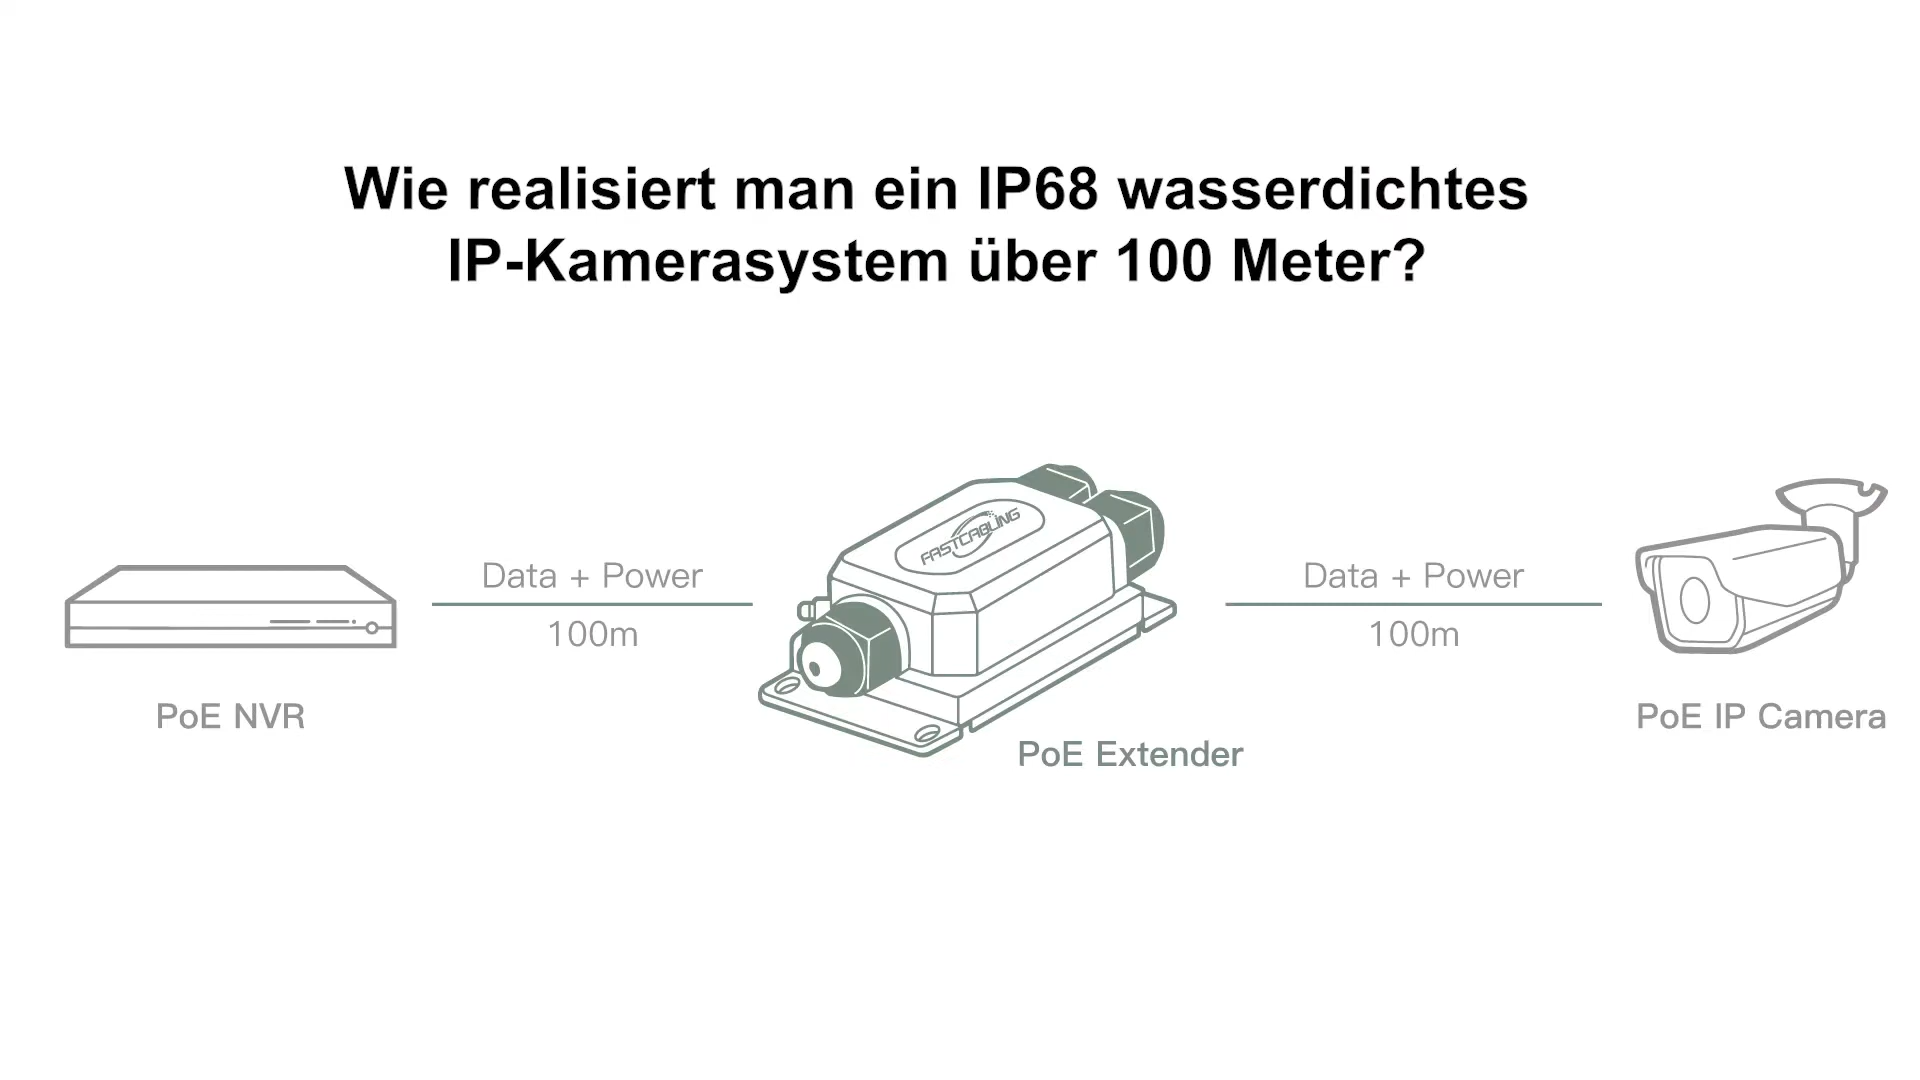 Wie realisiert man ein IP68 wasserdichtes
IP-Kamerasystem über 100 Meter?
FASTCABLING
Data + Power
100m
Data + Power
100m
PoE NVR
PoE Extender
PoE IP Camera